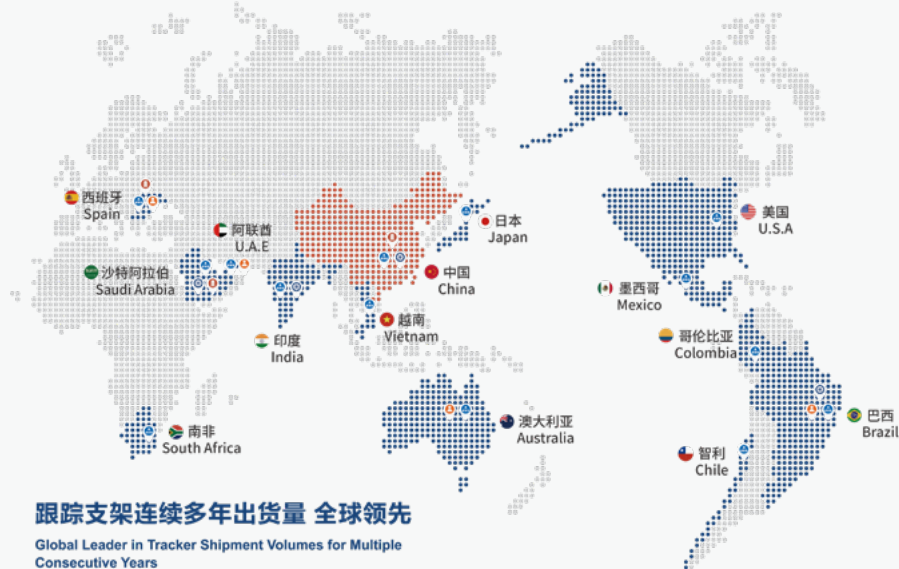 西班牙
Spain
阿联酋
U.A.E
沙特阿拉伯
Saudi Arabia
印度
India
日本
Japan
中国
China
越南
Vietnam
美国
U.S.A
墨西哥
Mexico
哥伦比亚
Colombia
南非
South Africa
澳大利亚
Australia
巴西
Brazil
智利
Chile
跟踪支架连续多年出货量 全球领先
Global Leader in Tracker Shipment Volumes for Multiple
Consecutive Years